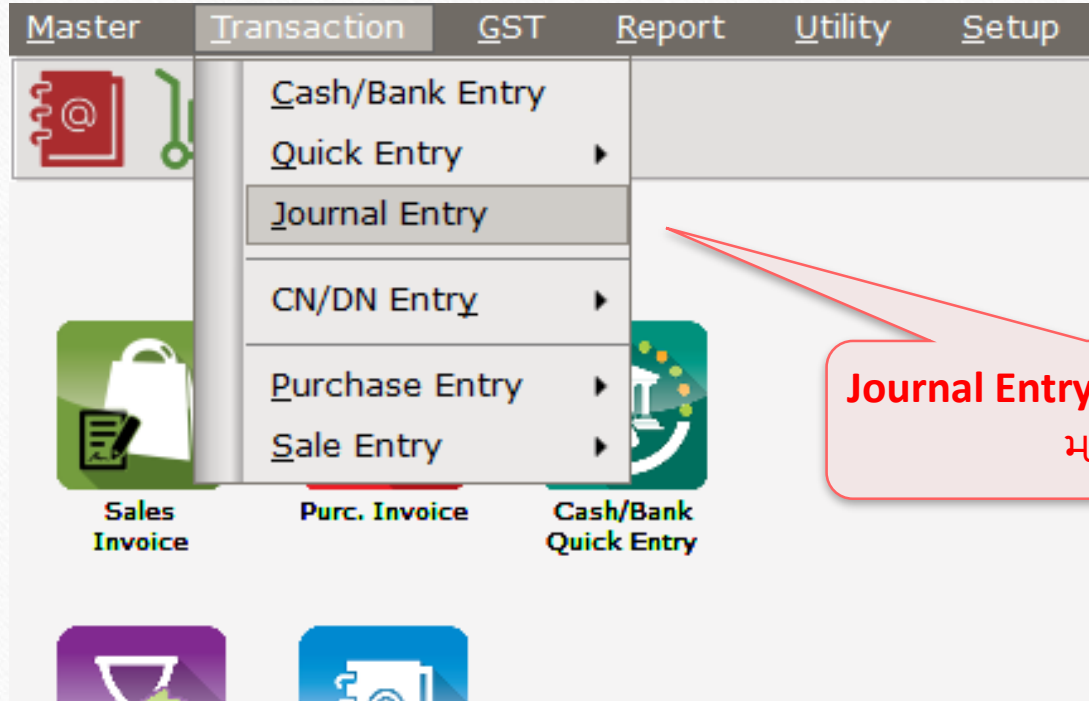 Master Transaction GST Report Utility Setup
Cash/Bank Entry
Quick Entry
Journal Entry
CN/DN Entry
Purchase Entry
Sale Entry
Journal Entry
Sales
Invoice
Purc. Invoice
Cash/Bank
Quick Entry